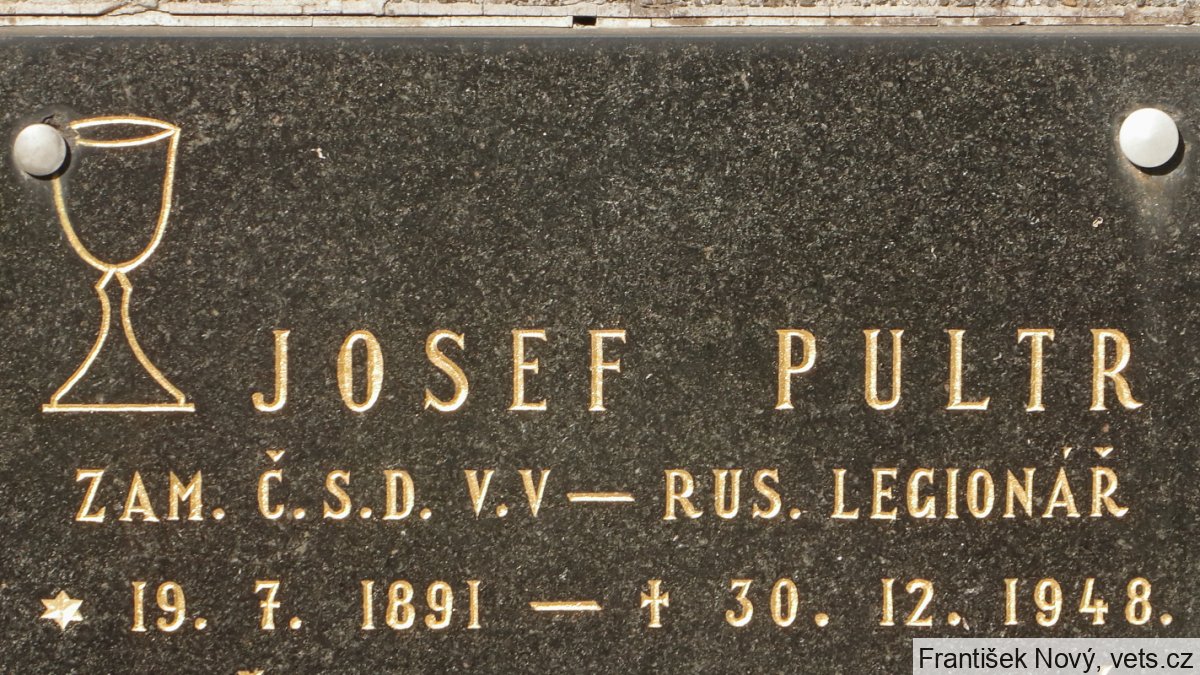 JOSEF PULTR
ZAM. Č.S.D. V.V — RUS. LEGIONÁŘ
* 19. 7. 1891 — † 30. 12. 1948.
František Nový, vets.cz